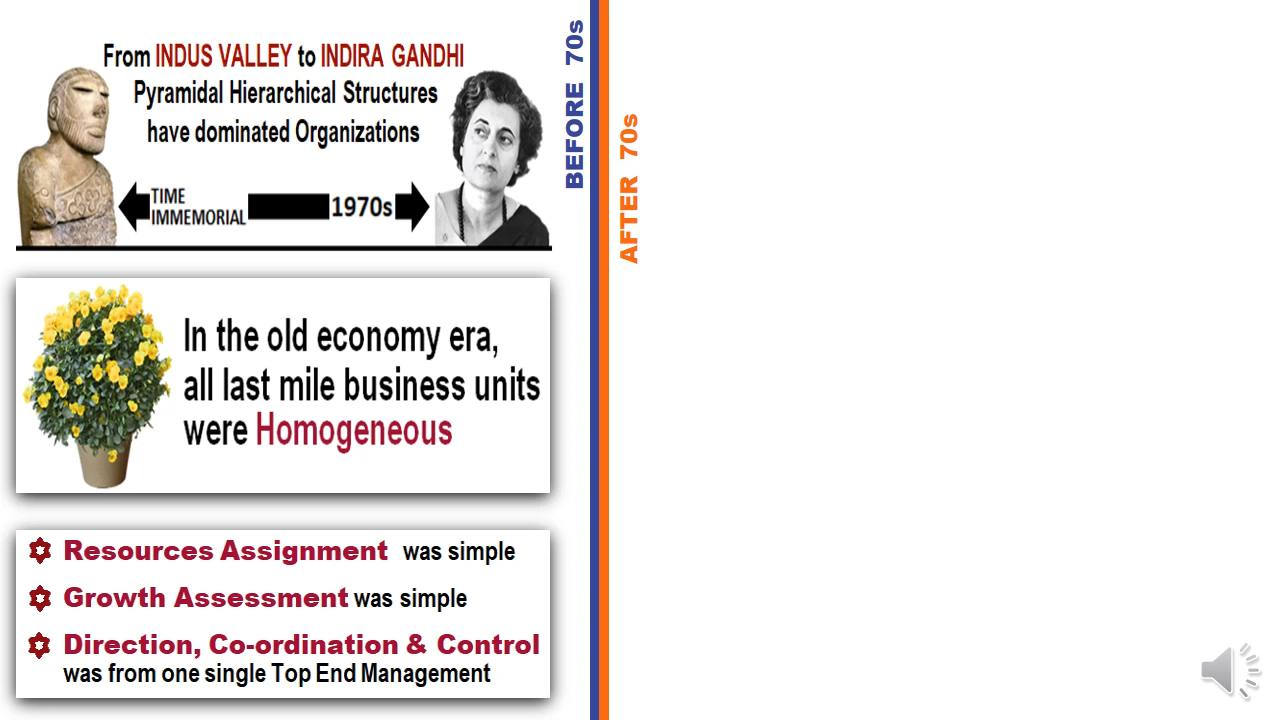 From INDUS VALLEY to INDIRA GANDHI
Pyramidal Hierarchical Structures
have dominated Organizations
TIME
IMMEMORIAL
1970s
BEFORE 70s
AFTER 70s
In the old economy era,
all last mile business units
were Homogeneous
Resources Assignment was simple
Growth Assessment was simple
Direction, Co-ordination & Control
was from one single Top End Management